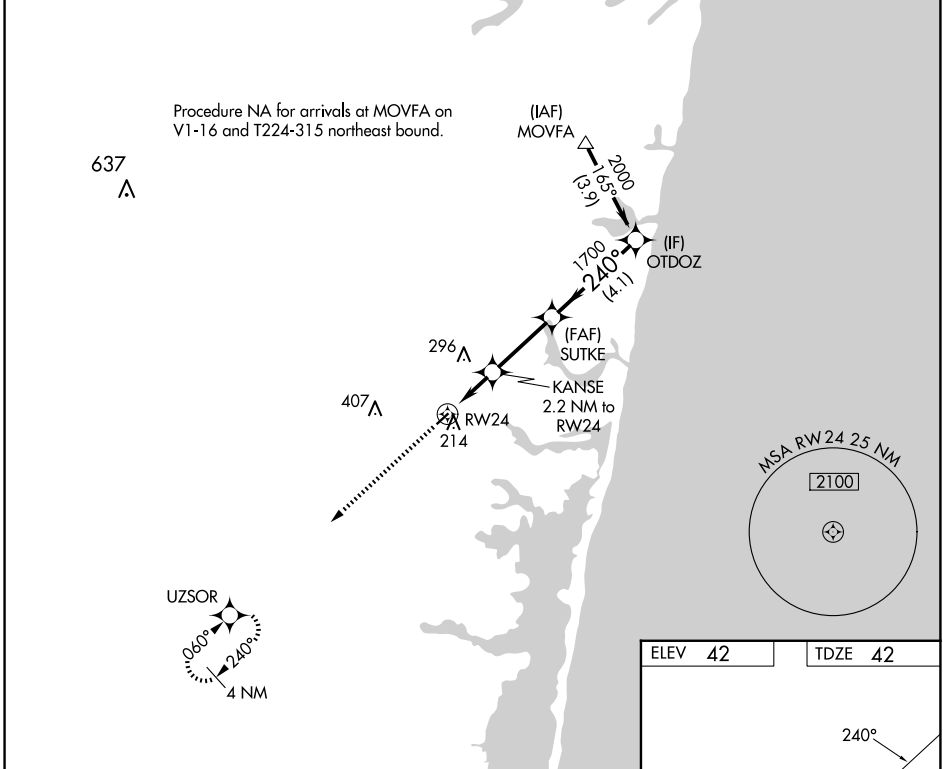 Procedure NA for arrivals at MOVFA on
V1-16 and T224-315 northeast bound.
(IAF)
MOVFA
637
2000
165°
(3.9)
(IF)
OTDOZ
1700
240°
(4.1)
(FAF)
SUTKE
296
KANSE
2.2 NM to
RW24
407
RW24
214
MSA RW24 25 NM
2100
UZSOR
060°
240°
4 NM
ELEV 42
TDZE 42
240°